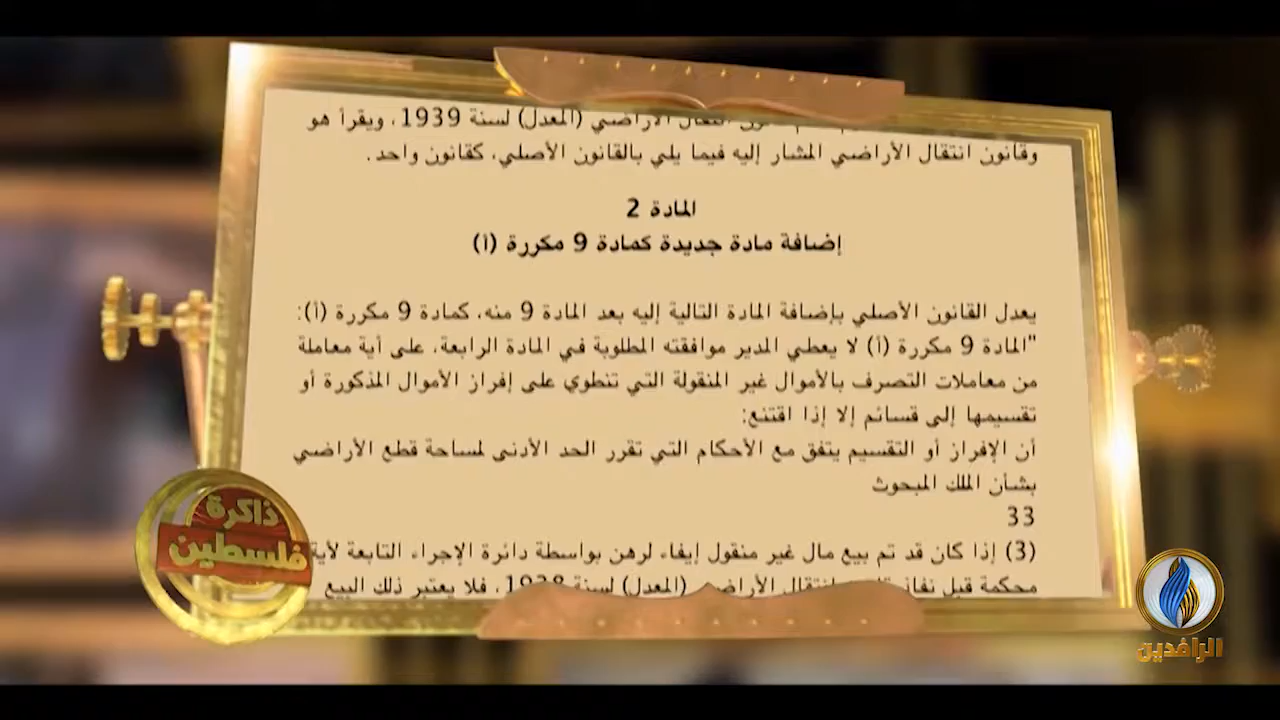 انتقال الأراضي (المعدل) لسنة 1939، ويقرأ هو
وقانون انتقال الأراضي المشار إليه فيما يلي بالقانون الأصلي، كقانون واحد.
المادة 2
إضافة مادة جديدة كمادة 9 مكررة (أ)
يعدل القانون الأصلي بإضافة المادة التالية إليه بعد المادة 9 منه، كمادة 9 مكررة (أ):
"المادة 9 مكررة (أ) لا يعطي المدير موافقته المطلوبة في المادة الرابعة، على أية معاملة
من معاملات التصرف بالأموال غير المنقولة التي تنطوي على إفراز الأموال المذكورة أو
تقسيمها إلى قسائم إلا إذا اقتنع:
أن الإفراز أو التقسيم يتفق مع الأحكام التي تقرر الحد الأدنى لمساحة قطع الأراضي
بشأن الملك المبحوث
33
(3) إذا كان قد تم بيع مال غير منقول إيفاء لرهن بواسطة دائرة الإجراء التابعة لأية
محكمة قبل نفاذ انتقال الأراضي (المعدل) لسنة 1938، فلا يعتبر ذلك البيع
ذاكرة
فلسطين
الرافدين